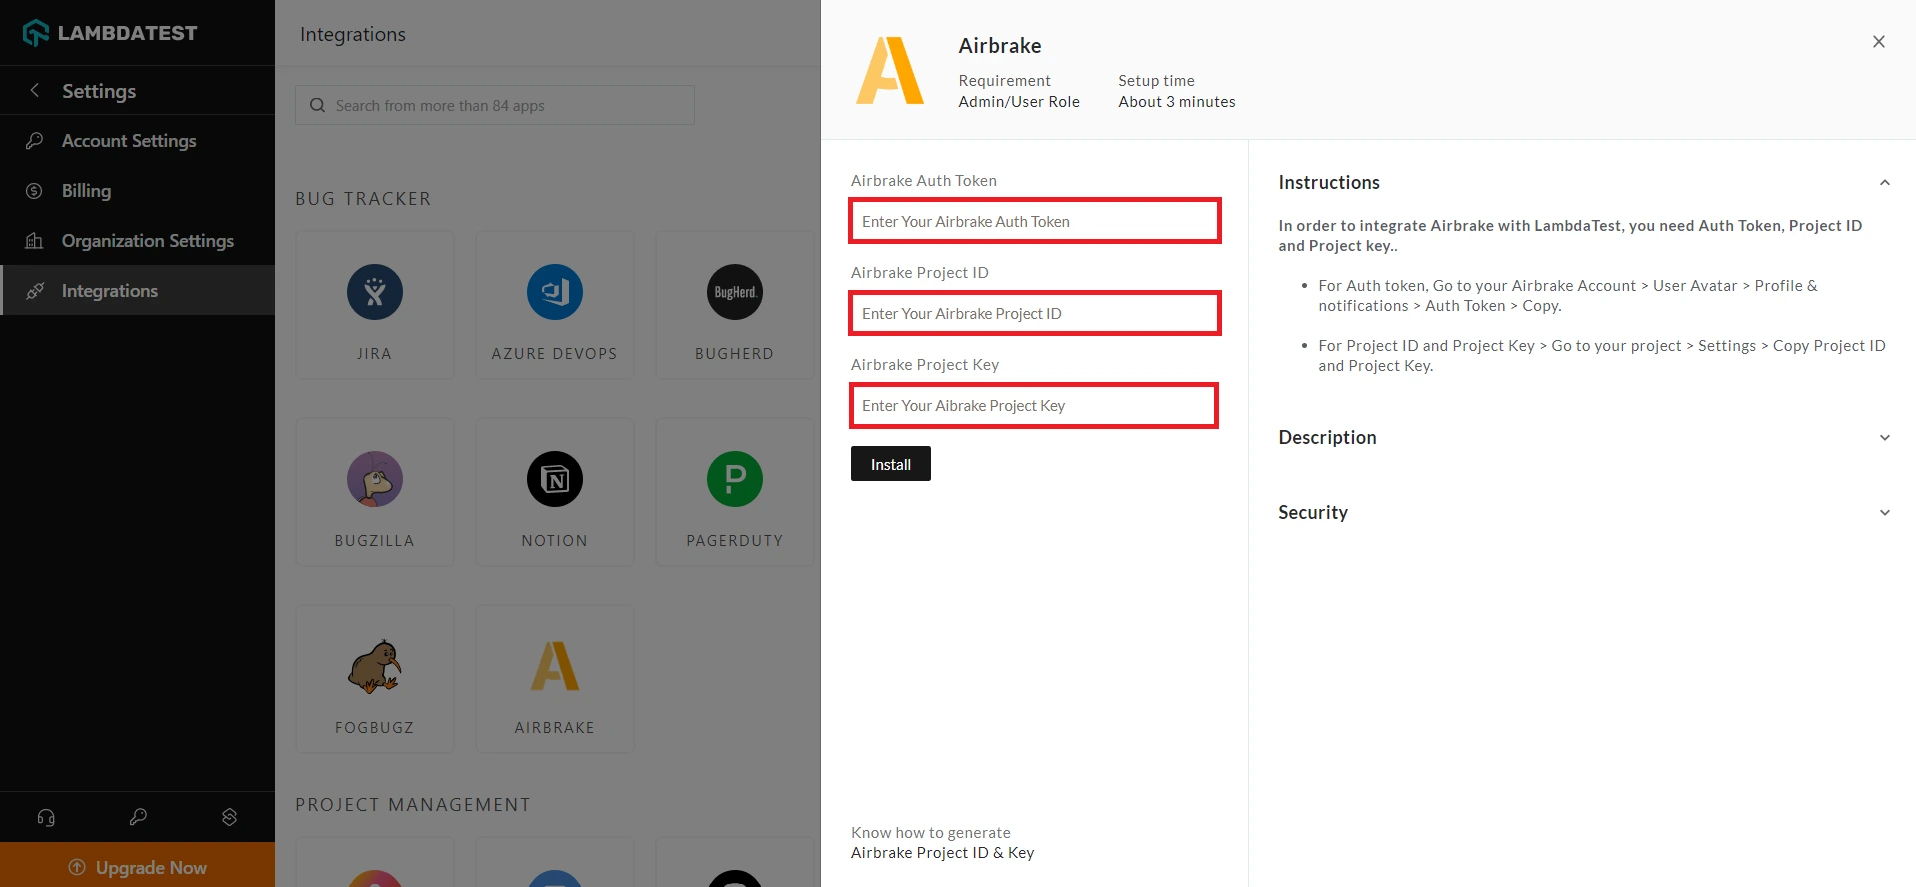 LAMBDATEST
Settings
Account Settings
Billing
Organization Settings
Integrations
Upgrade Now
Integrations
Search from more than 84 apps
BUG TRACKER
JIRA
AZURE DEVOPS
BugHerd.
BUGHERD
BUGZILLA
NOTION
PAGERDUTY
FOGBUGZ
AIRBRAKE
PROJECT MANAGEMENT
Airbrake
Requirement
Admin/User Role
Setup time
About 3 minutes
Airbrake Auth Token
Enter Your Airbrake Auth Token
Airbrake Project ID
Enter Your Airbrake Project ID
Airbrake Project Key
Enter Your Aibrake Project Key
Install
Know how to generate
Airbrake Project ID & Key
Instructions
In order to integrate Airbrake with LambdaTest, you need Auth Token, Project ID
and Project key..
• For Auth token, Go to your Airbrake Account > User Avatar > Profile &
notifications > Auth Token > Copy.
• For Project ID and Project Key > Go to your project > Settings > Copy Project ID
and Project Key.
Description
Security